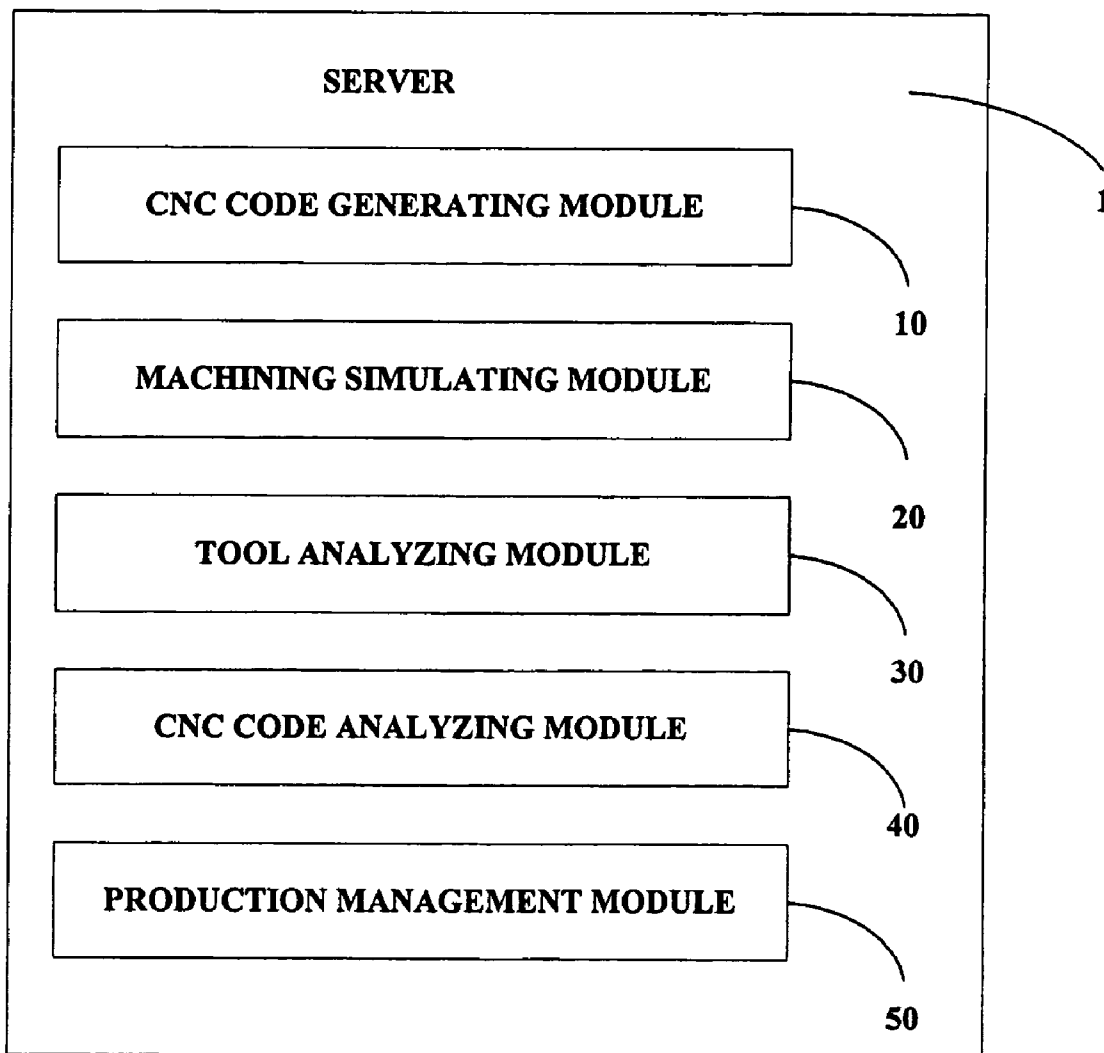 SERVER
1
CNC CODE GENERATING MODULE
10
MACHINING SIMULATING MODULE
20
TOOL ANALYZING MODULE
30
CNC CODE ANALYZING MODULE
40
PRODUCTION MANAGEMENT MODULE
50